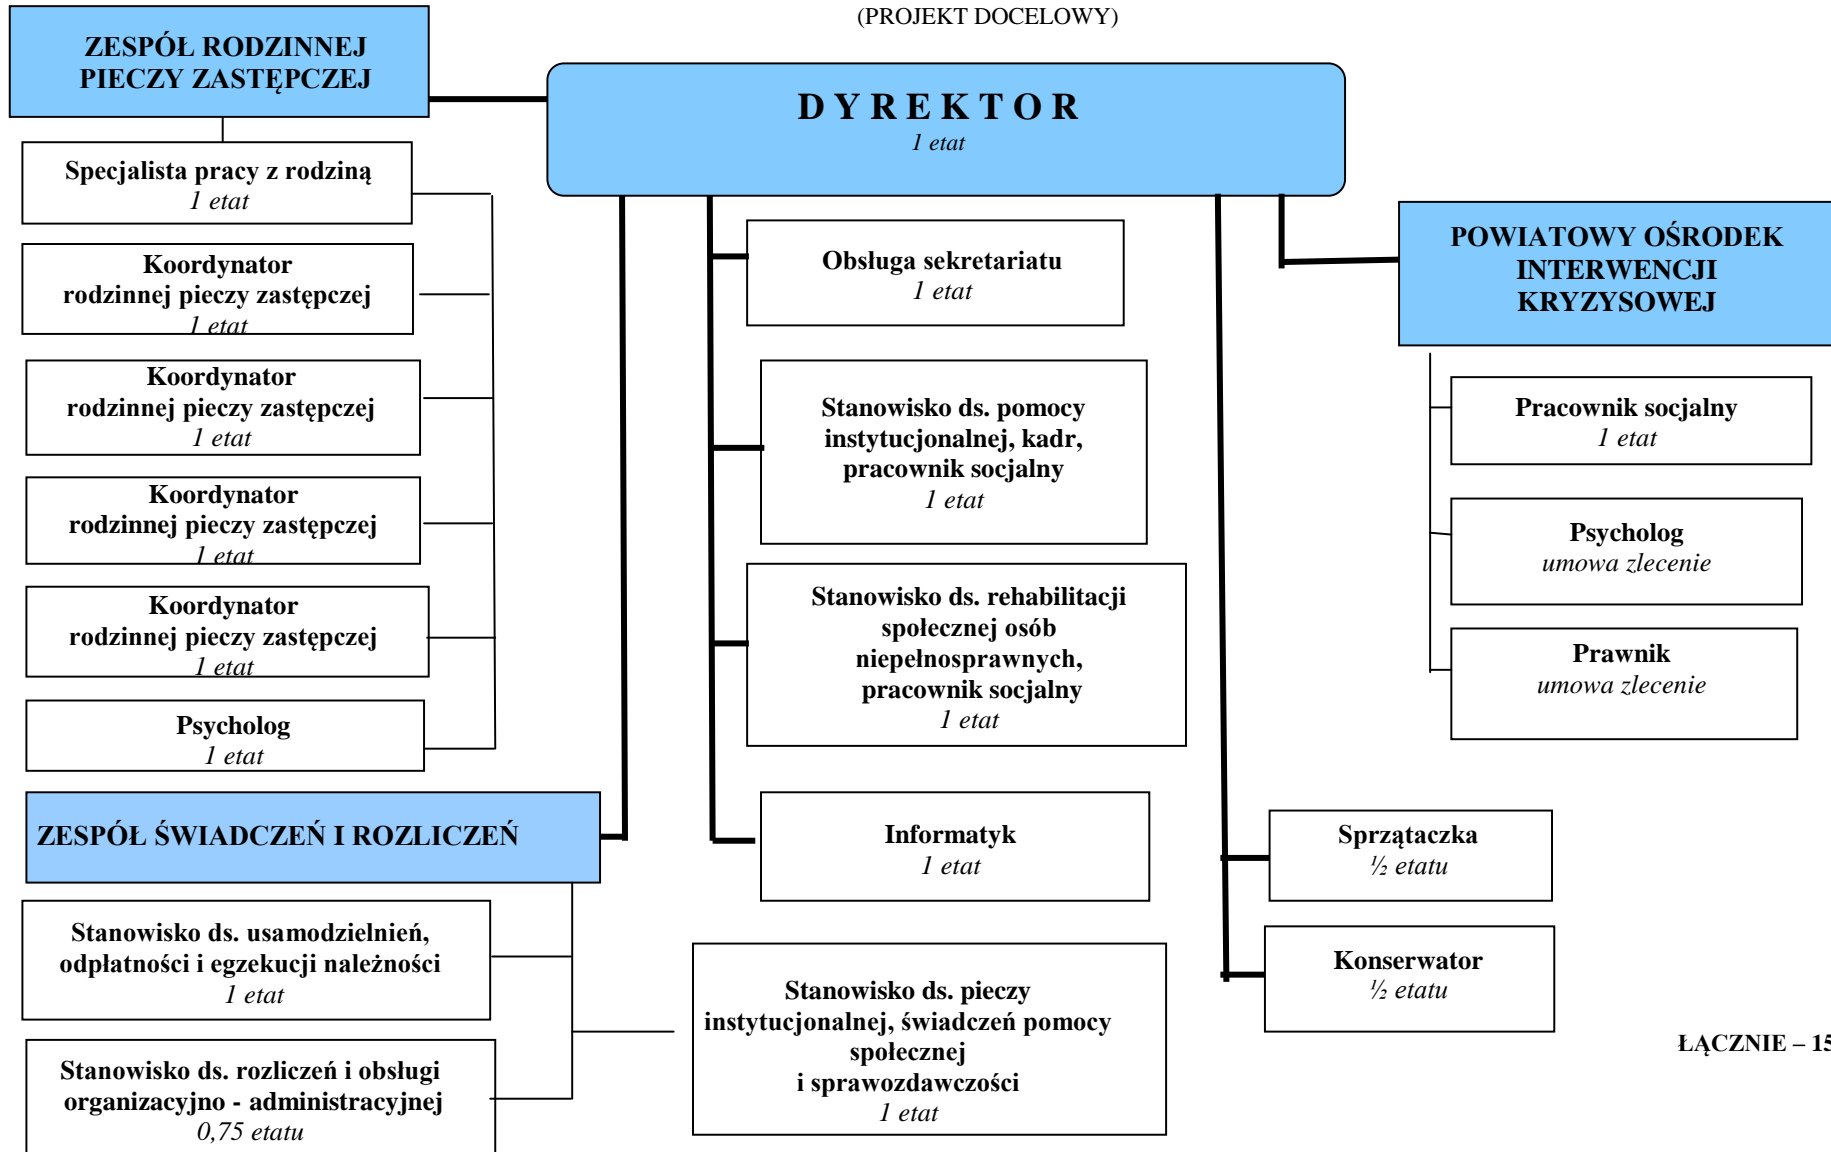 (PROJEKT DOCELOWY)
ZESPÓŁ RODZINNEJ
PIECZY ZASTĘPCZEJ
D Y R E K T O R
1 etat
Specjalista pracy z rodziną
1 etat
Koordynator
rodzinnej pieczy zastępczej
1 etat
Koordynator
rodzinnej pieczy zastępczej
1 etat
Koordynator
rodzinnej pieczy zastępczej
1 etat
Koordynator
rodzinnej pieczy zastępczej
1 etat
Psycholog
1 etat
ZESPÓŁ ŚWIADCZEŃ I ROZLICZEŃ
Stanowisko ds. usamodzielnień,
odpłatności i egzekucji należności
1 etat
Stanowisko ds. rozliczeń i obsługi
organizacyjno - administracyjnej
0,75 etatu
Obsługa sekretariatu
1 etat
Stanowisko ds. pomocy
instytucjonalnej, kadr,
pracownik socjalny
1 etat
Stanowisko ds. rehabilitacji
społecznej osób
niepełnosprawnych,
pracownik socjalny
1 etat
Informatyk
1 etat
Stanowisko ds. pieczy
instytucjonalnej, świadczeń pomocy
społecznej
i sprawozdawczości
1 etat
POWIATOWY OŚRODEK
INTERWENCJI
KRYZYSOWEJ
Pracownik socjalny
1 etat
Psycholog
umowa zlecenie
Prawnik
umowa zlecenie
Sprzątaczka
½ etatu
Konserwator
½ etatu
ŁĄCZNIE – 15